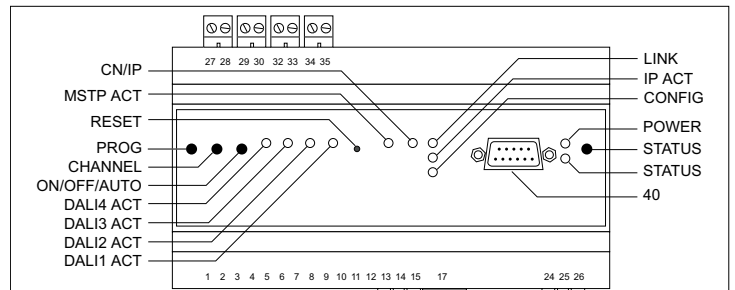 27 28 29 30 32 33 34 35
CN/IP
MSTP ACT
RESET
PROG
CHANNEL
ON/OFF/AUTO
DALI4 ACT
DALI3 ACT
DALI2 ACT
DALI1 ACT
LINK
IP ACT
CONFIG
POWER
STATUS
STATUS
40
1 2 3 4 5 6 7 8 9 10 11 12 13 14 15 17 24 25 26